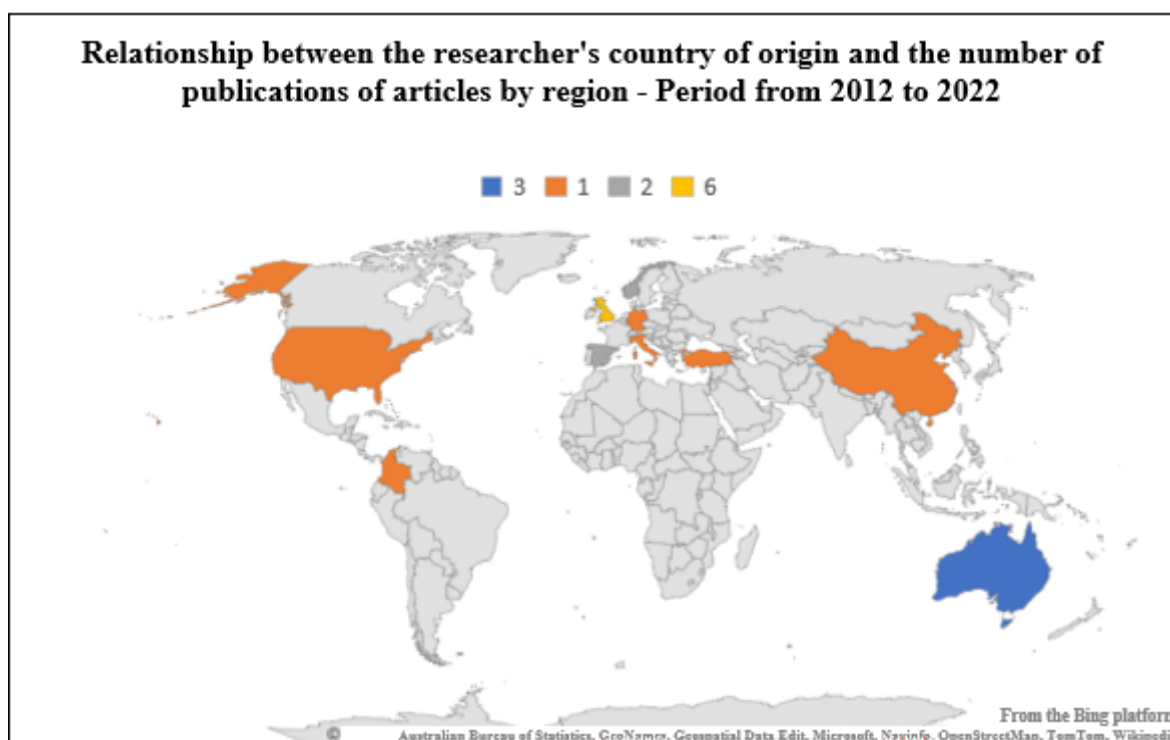 Relationship between the researcher's country of origin and the number of
publications of articles by region - Period from 2012 to 2022
3 1 2 6
From the Bing platform
© Australian Bureau of Statistics, GeoNames, Geospatial Data Edit, Microsoft, Navinfo, OpenStreetMap, TomTom, Wikipedi